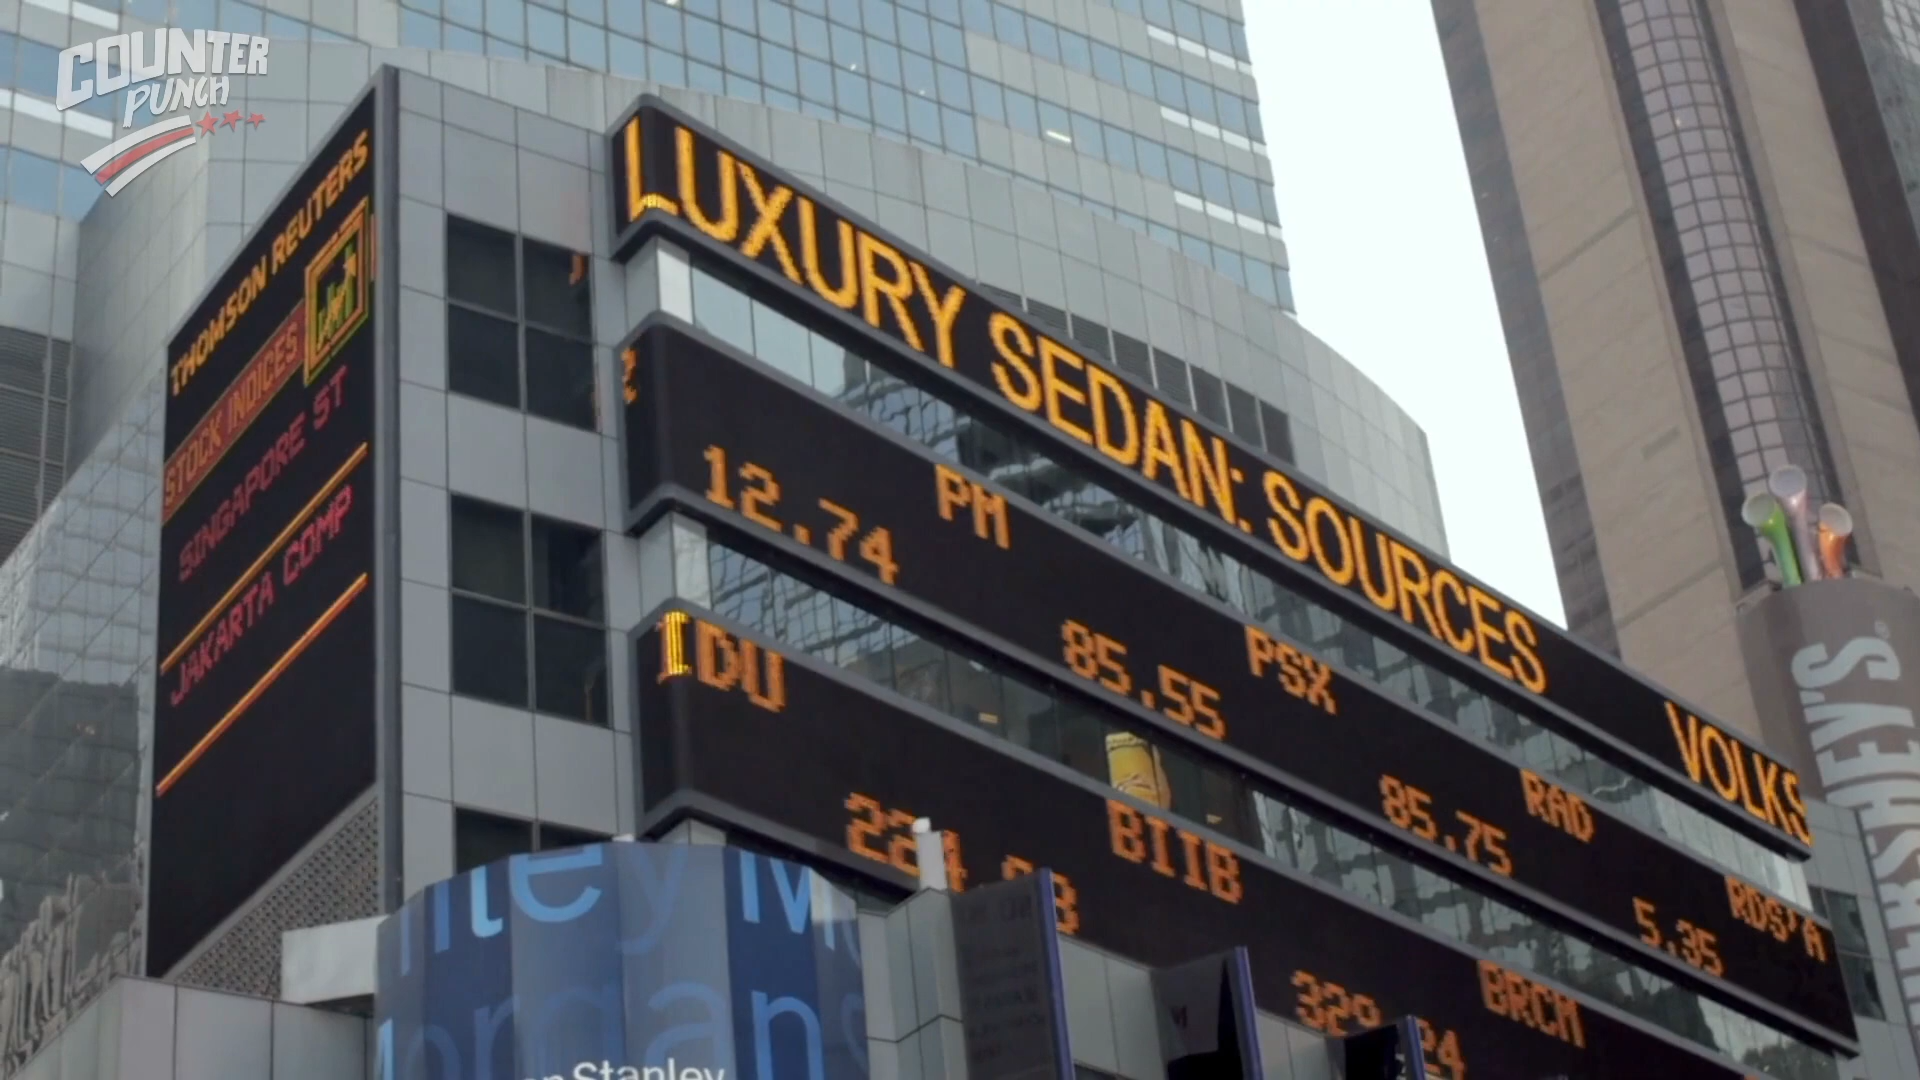 COUNTER
PUNCH
THOMSON REUTERS
STOCK INDICES
SINGAPORE ST
JAKARTA COMP
LUXURY SEDAN: SOURCES VOLKS
12.74 PM 85.55 PSX 85.75 RAD 5.35 RDS'A
IDU BIIB BRCM
Stanley
HERSHEY'S